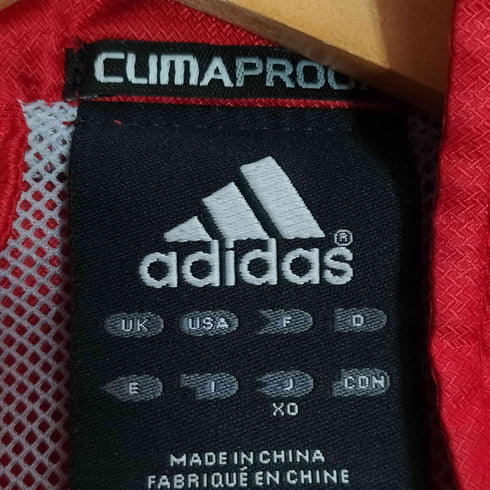 CLIMAPROOF
adidas®
UK USA F D
E I J CDN
XO
MADE IN CHINA
FABRIQUÉ EN CHINE